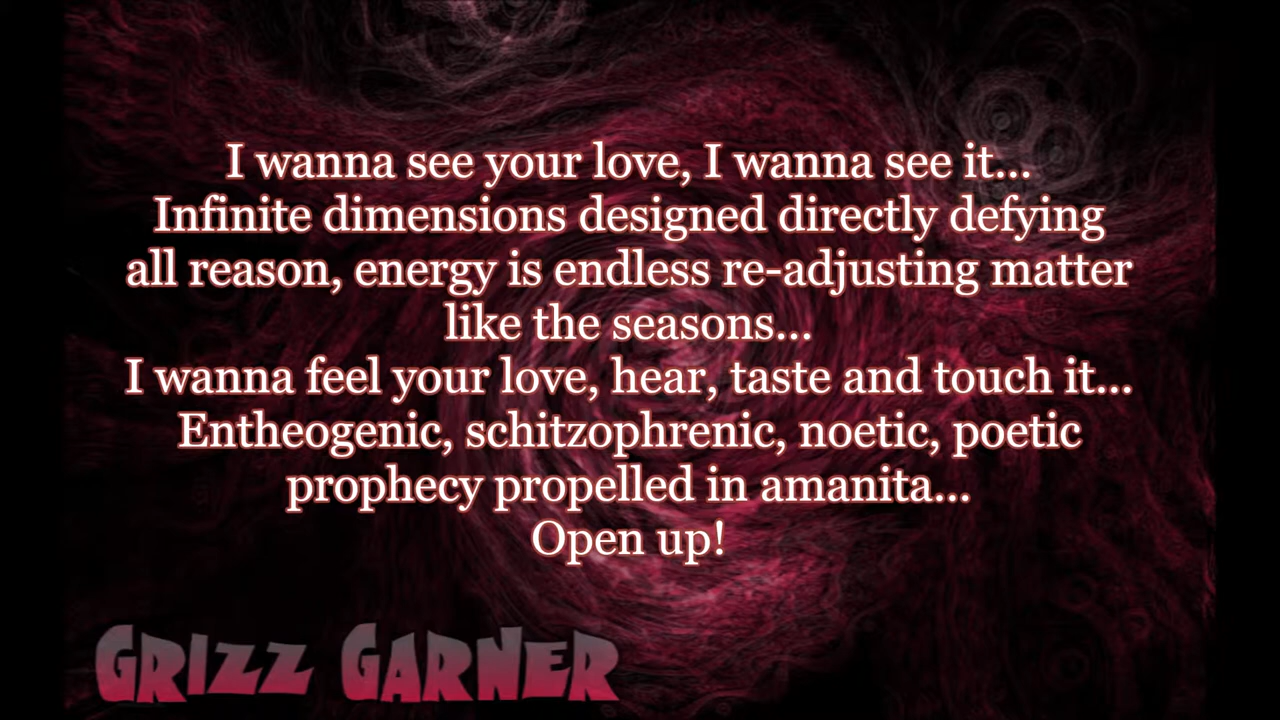 I wanna see your love, I wanna see it...
Infinite dimensions designed directly defying
all reason, energy is endless re-adjusting matter
like the seasons...
I wanna feel your love, hear, taste and touch it...
Entheogenic, schitzophrenic, noetic, poetic
prophecy propelled in amanita...
Open up!
GRIZZ GARNER